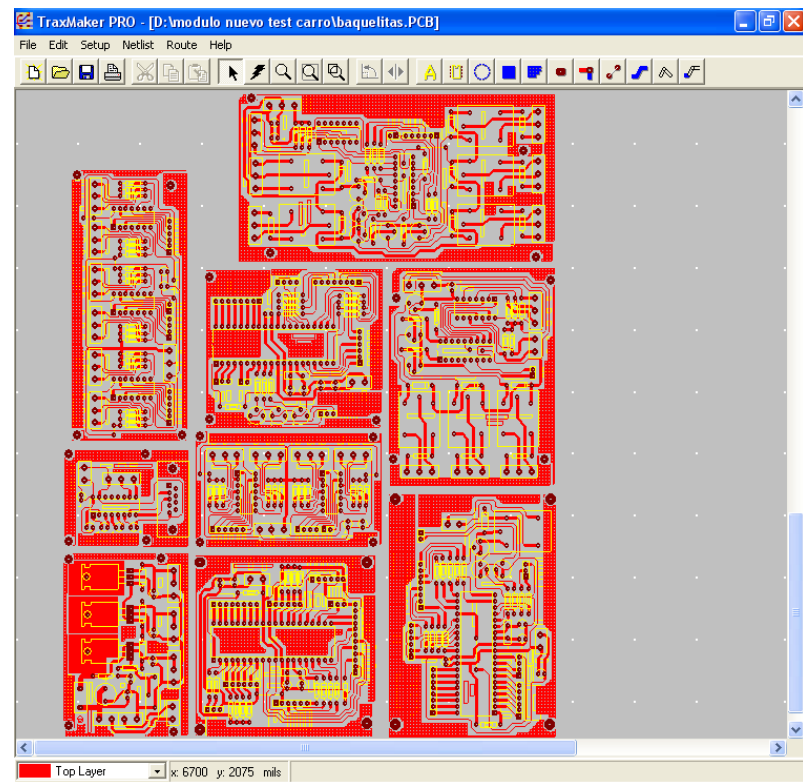 TraxMaker PRO - [D:\modulo nuevo test carro\baquelitas.PCB]
File Edit Setup Netlist Route Help
Top Layer x: 6700 y: 2075 mils